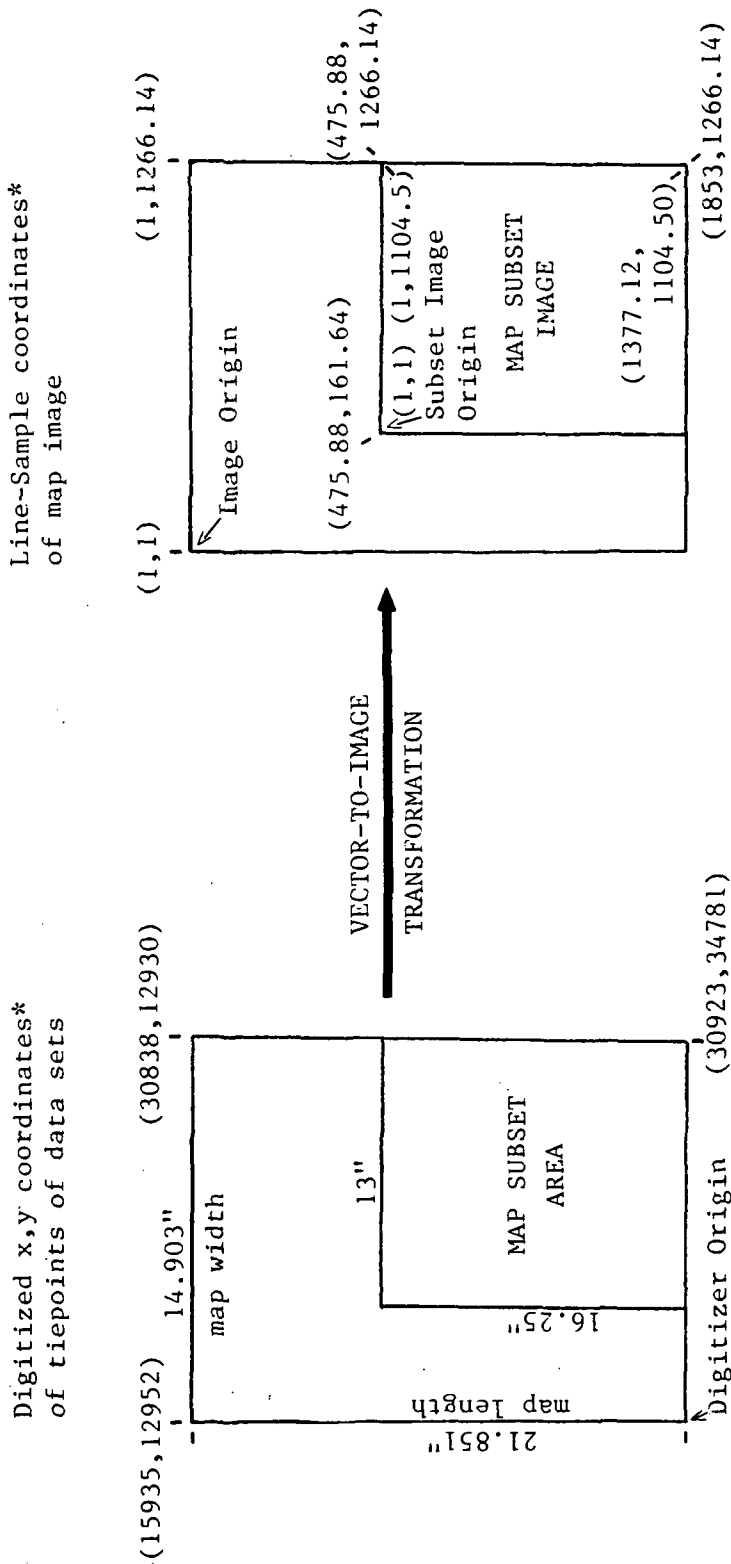 Digitized x,y coordinates*
of tiepoints of data sets
(15935,12952)
(30838,12930)
14.903"
map width
13"
MAP SUBSET
AREA
16.25"
map length
21.851"
Digitizer Origin
(30923,34781)
VECTOR-TO-IMAGE
TRANSFORMATION
Line-Sample coordinates*
of map image
(1,1)
(1,1266.14)
Image Origin
(475.88,161.64)
(475.88,
1266.14)
(1,1) (1,1104.5)
Subset Image
Origin
MAP SUBSET
IMAGE
(1377.12,
1104.50)
(1853,1266.14)